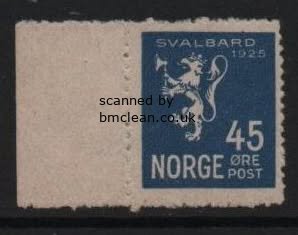 SVALBARD
1925
scanned by
bmclean.co.uk
45
NORGE ØRE
POST